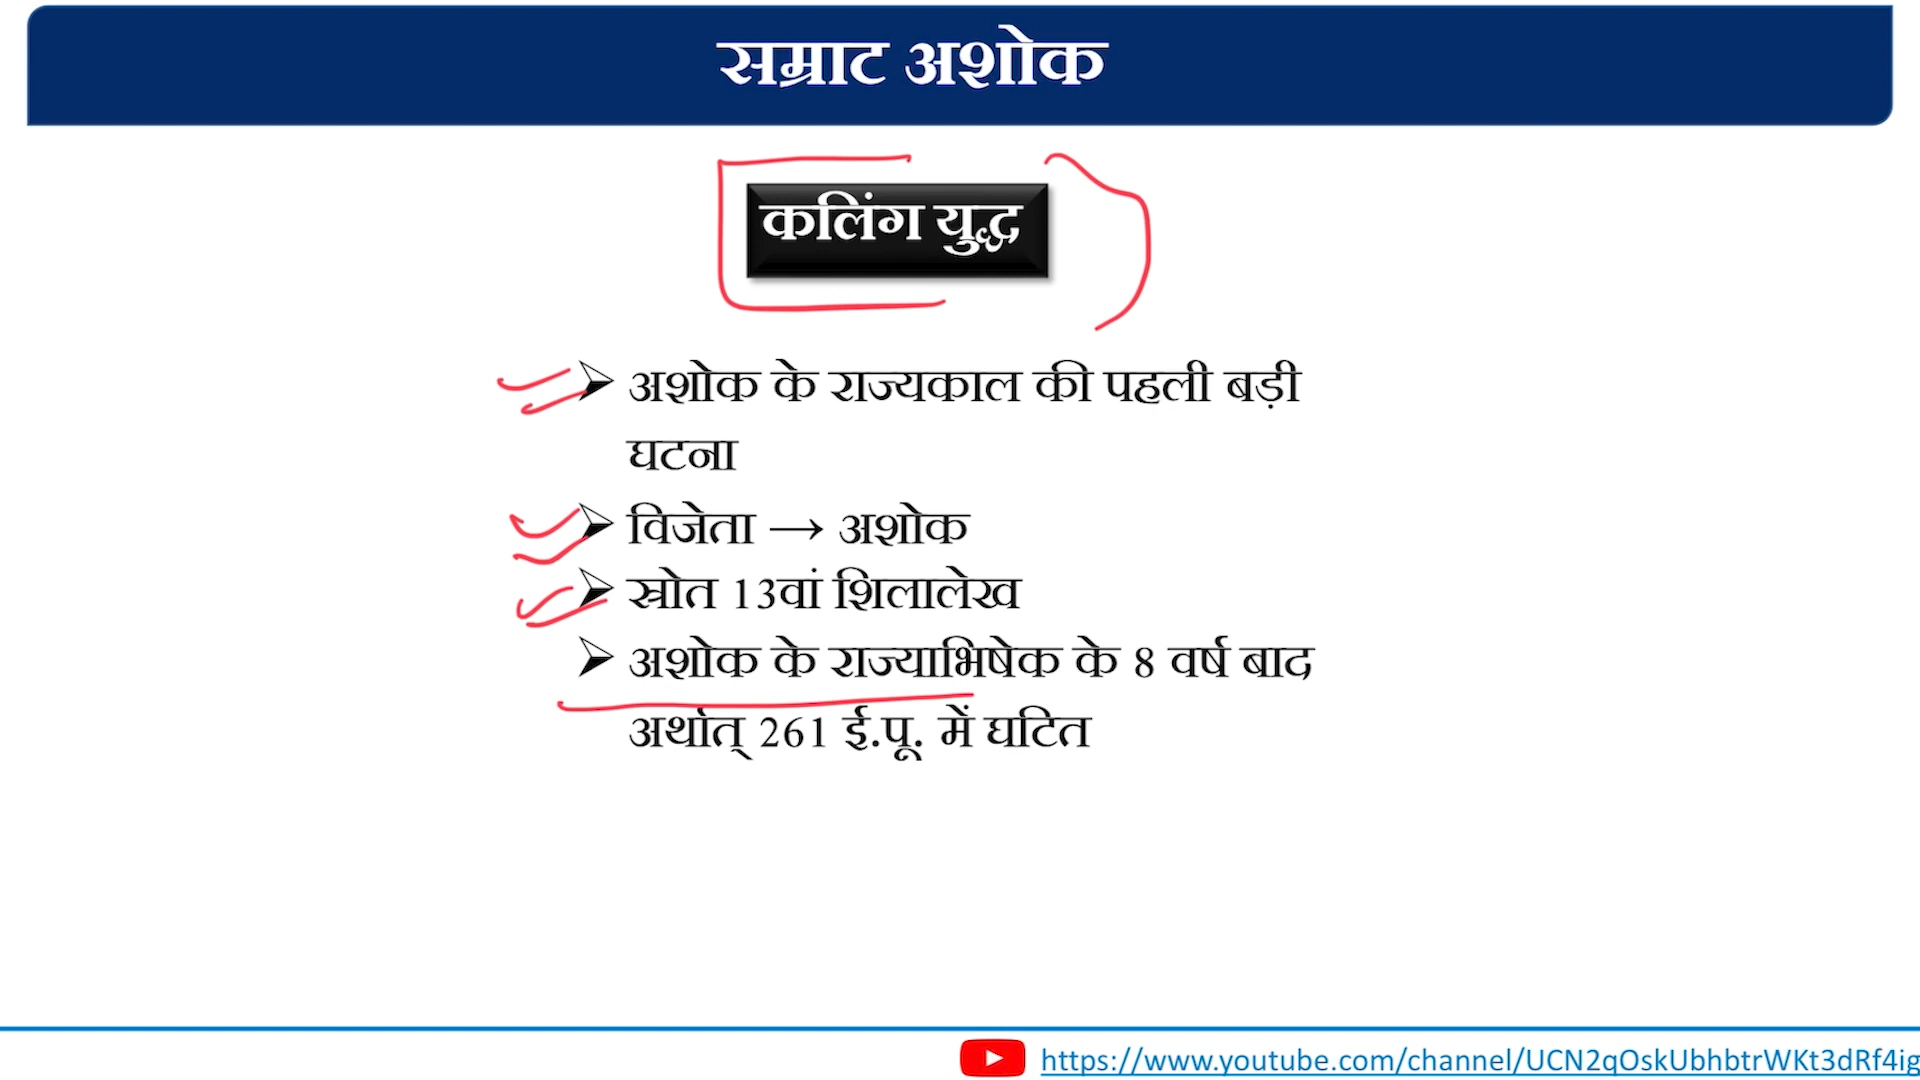 सम्राट अशोक
कलिंग युद्ध
➢ अशोक के राज्यकाल की पहली बड़ी
घटना
➢ विजेता → अशोक
➢ स्रोत 13वां शिलालेख
➢ अशोक के राज्याभिषेक के 8 वर्ष बाद
अर्थात् 261 ई.पू. में घटित
https://www.youtube.com/channel/UCN2qOskUbhbtrWKt3dRf4ig